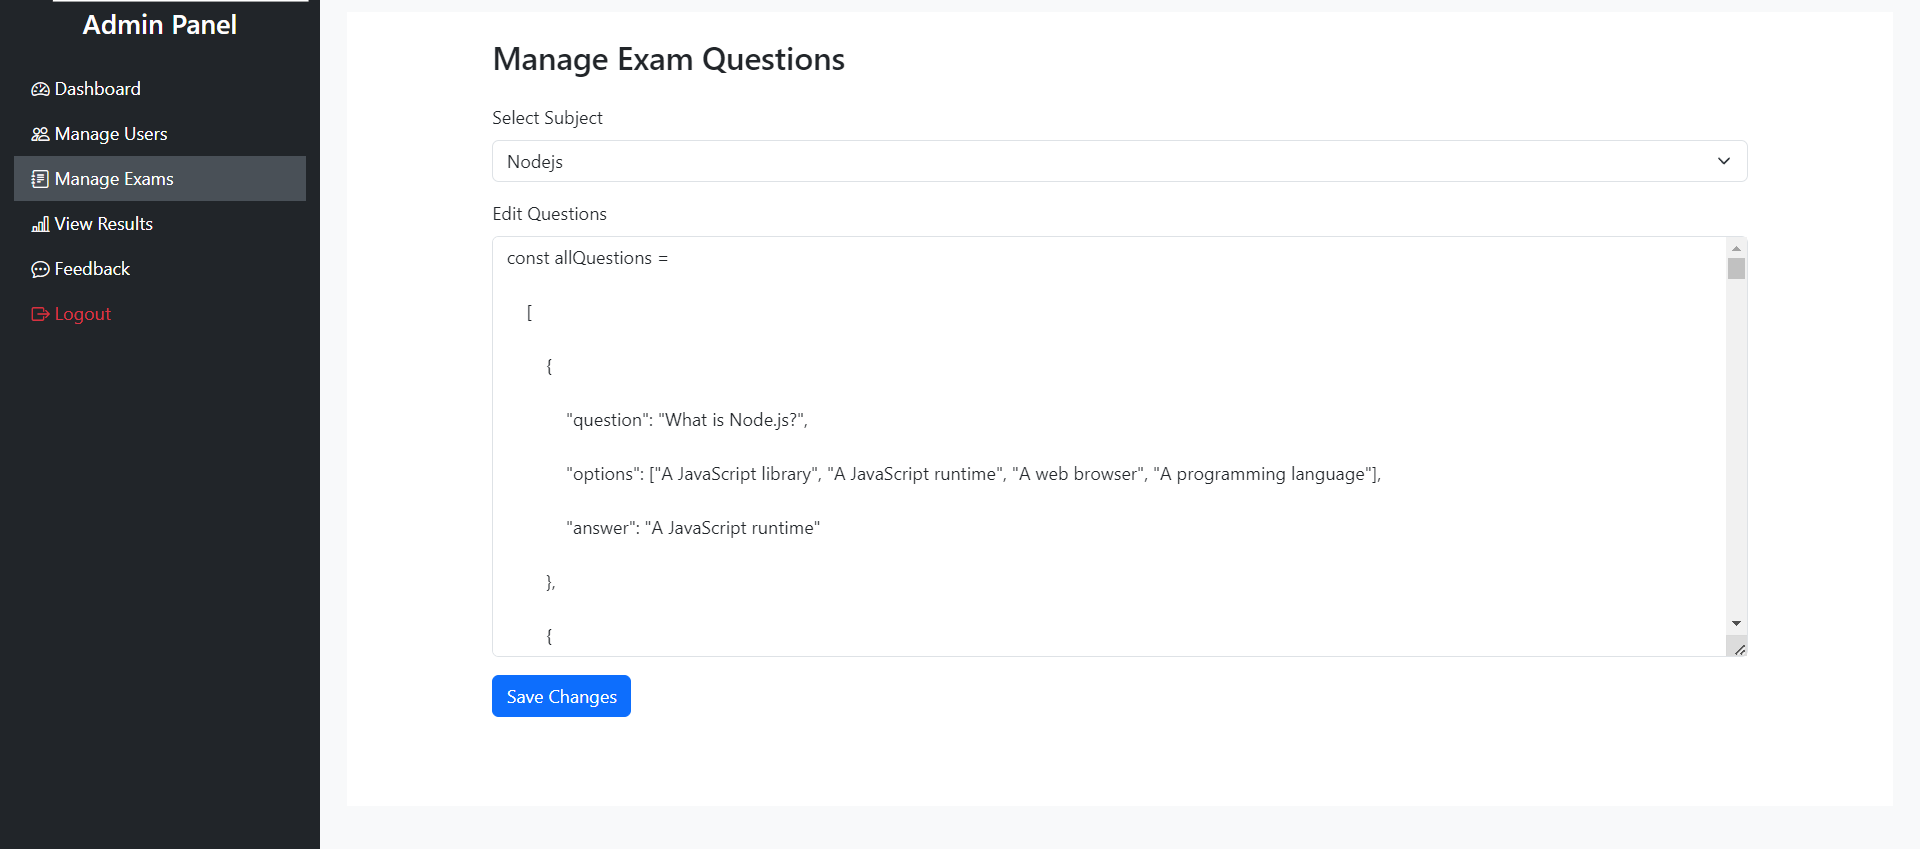 Admin Panel
Dashboard
Manage Users
Manage Exams
View Results
Feedback
Logout
Manage Exam Questions
Select Subject
Nodejs
Edit Questions
const allQuestions =
[
{
"question": "What is Node.js?",
"options": ["A JavaScript library", "A JavaScript runtime", "A web browser", "A programming language"],
"answer": "A JavaScript runtime"
},
{
Save Changes